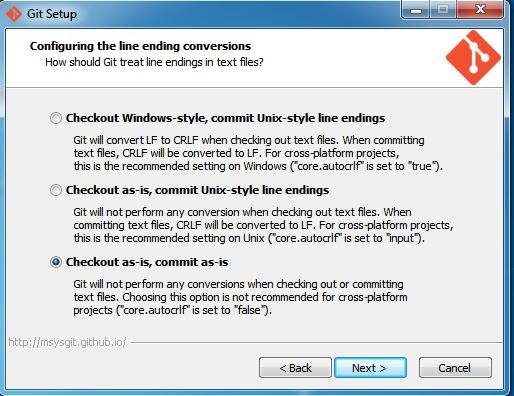 Git Setup
Configuring the line ending conversions
How should Git treat line endings in text files?
Checkout Windows-style, commit Unix-style line endings
Git will convert LF to CRLF when checking out text files. When committing
text files, CRLF will be converted to LF. For cross-platform projects,
this is the recommended setting on Windows ("core.autocrlf" is set to "true").
Checkout as-is, commit Unix-style line endings
Git will not perform any conversion when checking out text files. When
committing text files, CRLF will be converted to LF. For cross-platform projects,
this is the recommended setting on Unix ("core.autocrlf" is set to "input").
Checkout as-is, commit as-is
Git will not perform any conversions when checking out or committing
text files. Choosing this option is not recommended for cross-platform
projects ("core.autocrlf" is set to "false").
http://msysgit.github.io/
< Back
Next >
Cancel